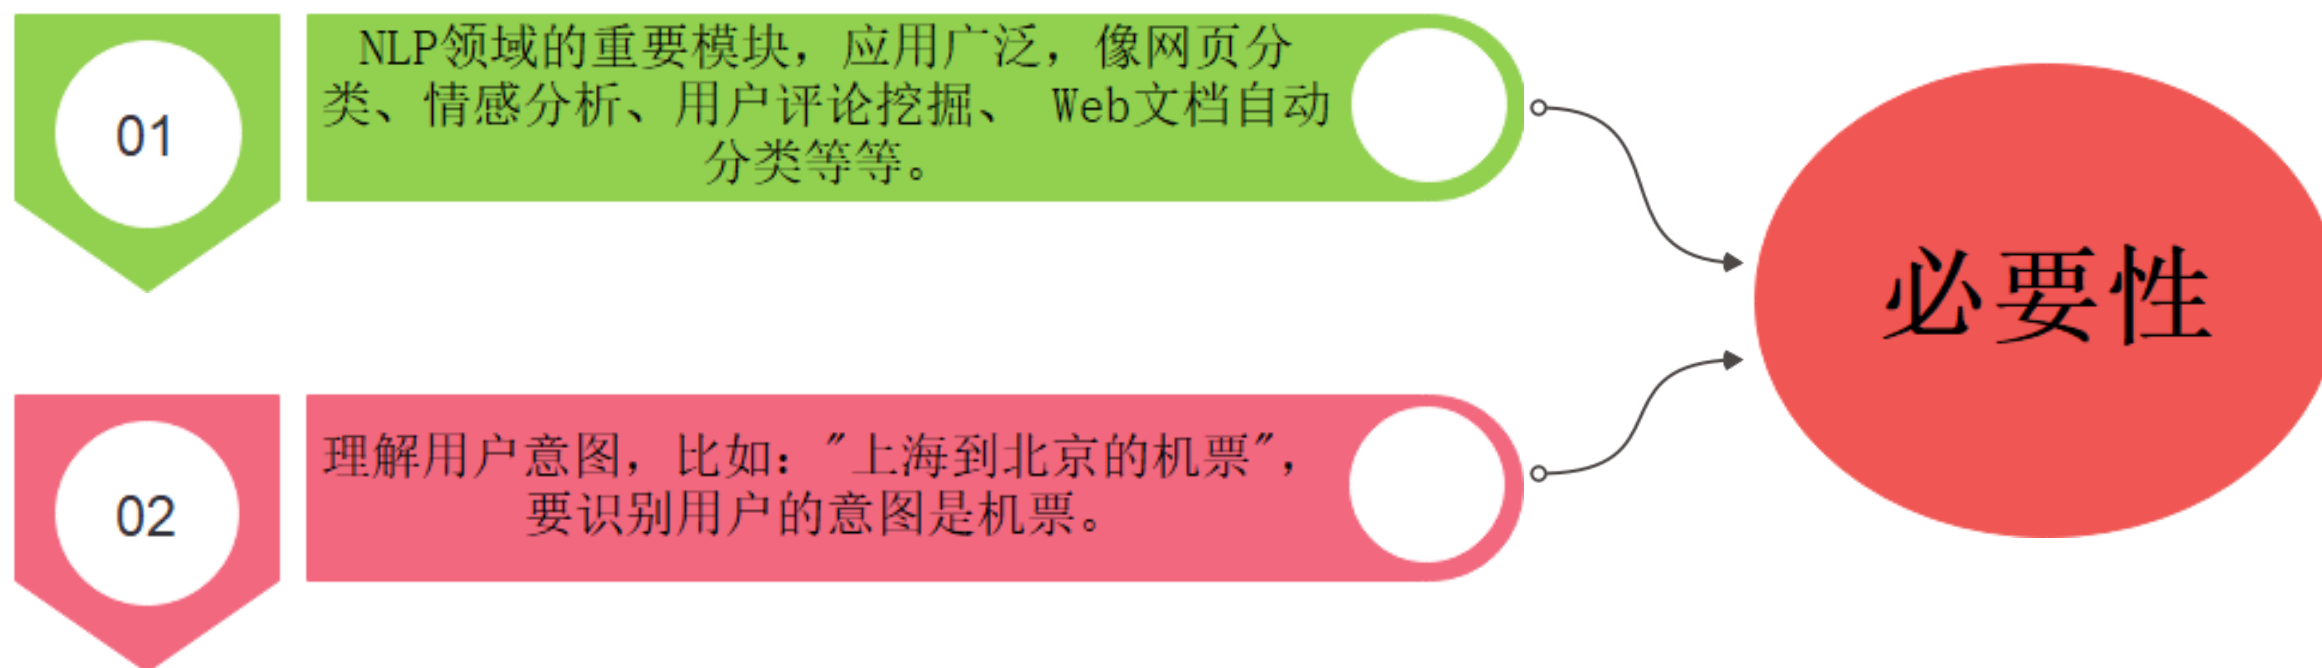 01
NLP领域的重要模块，应用广泛，像网页分
类、情感分析、用户评论挖掘、 Web文档自动
分类等等。
02
理解用户意图，比如："上海到北京的机票"，
要识别用户的意图是机票。
必要性